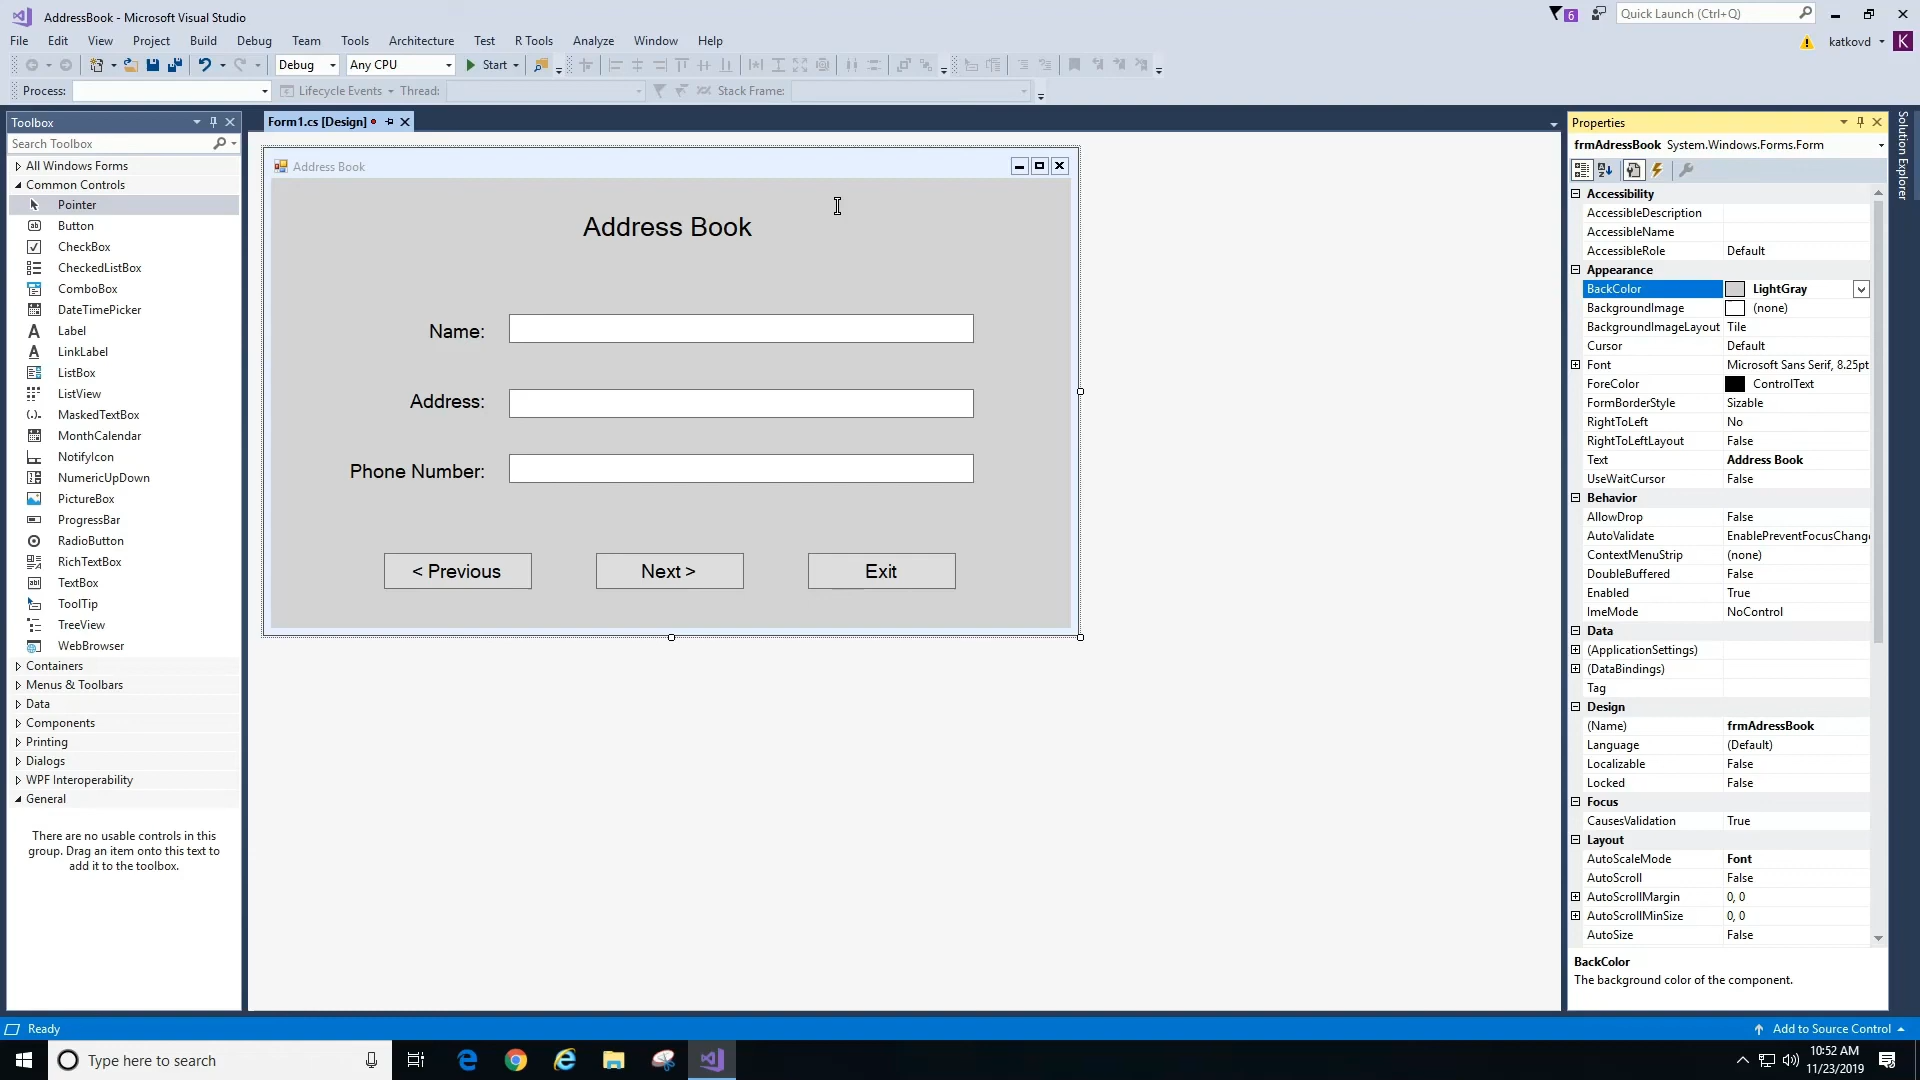 AddressBook - Microsoft Visual Studio
6
Quick Launch (Ctrl+Q)
File Edit View Project Build Debug Team Tools Architecture Test R Tools Analyze Window Help
katkovd K
Debug Any CPU Start
Process: Lifecycle Events Thread: Stack Frame:
Toolbox
Search Toolbox
All Windows Forms
Common Controls
Pointer
Button
CheckBox
CheckedListBox
ComboBox
DateTimePicker
Label
LinkLabel
ListBox
ListView
MaskedTextBox
MonthCalendar
NotifyIcon
NumericUpDown
PictureBox
ProgressBar
RadioButton
RichTextBox
TextBox
ToolTip
TreeView
WebBrowser
Containers
Menus & Toolbars
Data
Components
Printing
Dialogs
WPF Interoperability
General
There are no usable controls in this
group. Drag an item onto this text to
add it to the toolbox.
Form1.cs [Design]
Address Book
Address Book
Name:
Address:
Phone Number:
< Previous
Next >
Exit
Properties
frmAdressBook System.Windows.Forms.Form
Accessibility
AccessibleDescription
AccessibleName
AccessibleRole Default
Appearance
BackColor LightGray
BackgroundImage (none)
BackgroundImageLayout Tile
Cursor Default
Font Microsoft Sans Serif, 8.25pt
ForeColor ControlText
FormBorderStyle Sizable
RightToLeft No
RightToLeftLayout False
Text Address Book
UseWaitCursor False
Behavior
AllowDrop False
AutoValidate EnablePreventFocusChang
ContextMenuStrip (none)
DoubleBuffered False
Enabled True
ImeMode NoControl
Data
(ApplicationSettings)
(DataBindings)
Tag
Design
(Name) frmAdressBook
Language (Default)
Localizable False
Locked False
Focus
CausesValidation True
Layout
AutoScaleMode Font
AutoScroll False
AutoScrollMargin 0, 0
AutoScrollMinSize 0, 0
AutoSize False
BackColor
The background color of the component.
Solution Explorer
Ready
Add to Source Control
Type here to search
10:52 AM
11/23/2019